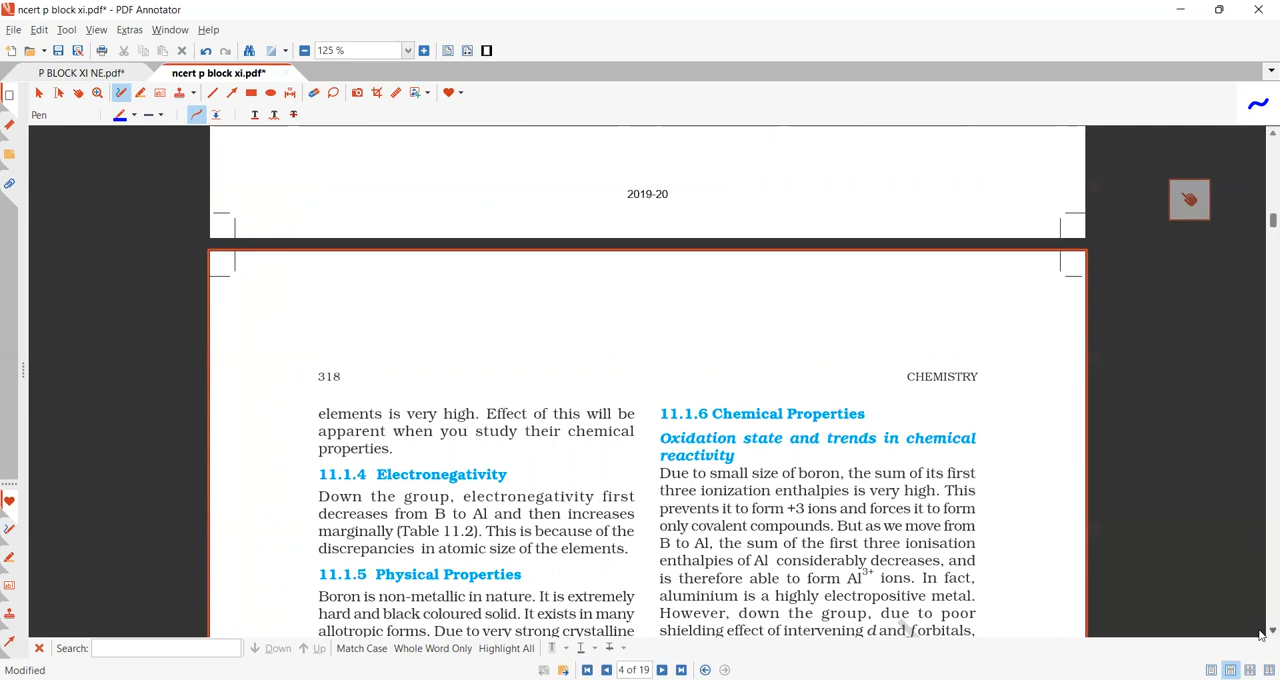 ncert p block xi.pdf* - PDF Annotator
File Edit Tool View Extras Window Help
125 %
P BLOCK XI NE.pdf* ncert p block xi.pdf*
Pen
2019-20
318 CHEMISTRY
elements is very high. Effect of this will be
apparent when you study their chemical
properties.
11.1.4 Electronegativity
Down the group, electronegativity first
decreases from B to Al and then increases
marginally (Table 11.2). This is because of the
discrepancies in atomic size of the elements.
11.1.5 Physical Properties
Boron is non-metallic in nature. It is extremely
hard and black coloured solid. It exists in many
allotropic forms. Due to very strong crystalline
11.1.6 Chemical Properties
Oxidation state and trends in chemical
reactivity
Due to small size of boron, the sum of its first
three ionization enthalpies is very high. This
prevents it to form +3 ions and forces it to form
only covalent compounds. But as we move from
B to Al, the sum of the first three ionisation
enthalpies of Al considerably decreases, and
is therefore able to form Al3+ ions. In fact,
aluminium is a highly electropositive metal.
However, down the group, due to poor
shielding effect of intervening d and f orbitals,
Search: Down Up Match Case Whole Word Only Highlight All
Modified 4 of 19